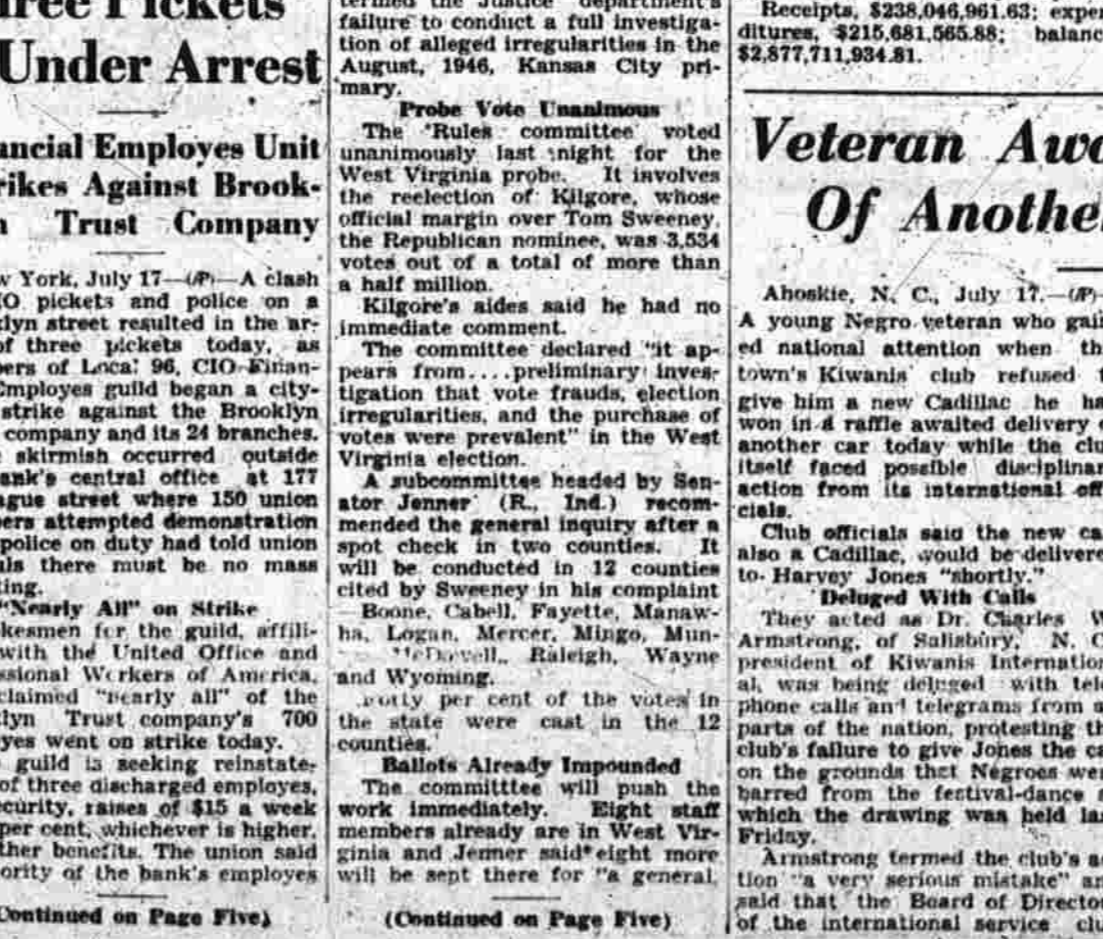 ree Pickets
Under Arrest
ancial Employes Unit
rikes Against Brook-
n Trust Company
w York, July 17—(AP)—A clash
IO pickets and police on a
klyn street resulted in the ar-
of three pickets today, as
bers of Local 96, CIO-Finan-
Employes guild began a city-
strike against the Brooklyn
company and its 24 branches.
skirmish occurred outside
ank's central office at 177
ague street where 150 union
bers attempted demonstration
police on duty had told union
als there must be no mass
ting.
"Nearly All" on Strike
kesmen for the guild, affili-
with the United Office and
ssional Workers of America,
claimed "nearly all" of the
klyn Trust company's 700
yes went on strike today.
guild is seeking reinstate-
of three discharged employes,
ecurity, raises of $15 a week
per cent, whichever is higher,
ther benefits. The union said
ority of the bank's employes
Continued on Page Five)
termed the Justice department's
failure to conduct a full investiga-
tion of alleged irregularities in the
August, 1946, Kansas City pri-
mary.
Probe Vote Unanimous
The Rules committee voted
unanimously last night for the
West Virginia probe. It involves
the reelection of Kilgore, whose
official margin over Tom Sweeney,
the Republican nominee, was 3,534
votes out of a total of more than
a half million.
Kilgore's aides said he had no
immediate comment.
The committee declared "it ap-
pears from....preliminary inves-
tigation that vote frauds, election
irregularities, and the purchase of
votes were prevalent" in the West
Virginia election.
A subcommittee headed by Sen-
ator Jenner (R., Ind.) recom-
mended the general inquiry after a
spot check in two counties. It
will be conducted in 12 counties
cited by Sweeney in his complaint
—Boone, Cabell, Fayette, Manaw-
ha, Logan, Mercer, Mingo, Mun-
McDowell, Raleigh, Wayne
and Wyoming.
per cent of the votes in
the state were cast in the 12
counties.
Ballots Already Impounded
The committtee will push the
work immediately. Eight staff
members already are in West Vir-
ginia and Jenner said eight more
will be sent there for "a general
(Continued on Page Five)
Receipts, $238,046,961.63; expen
ditures, $215,681,565.88; balanc
$2,877,711,934.81.
Veteran Awa
Of Another
Ahoskie, N. C., July 17.—(AP)—
A young Negro veteran who gain
ed national attention when th
town's Kiwanis club refused t
give him a new Cadillac he ha
won in a raffle awaited delivery o
another car today while the clu
itself faced possible disciplinar
action from its international offi
cials.
Club officials said the new ca
also a Cadillac, would be delivere
to Harvey Jones "shortly."
Deluged With Calls
They acted as Dr. Charles W
Armstrong, of Salisbury, N. C
president of Kiwanis Internation
al, was being deluged with tele
phone calls and telegrams from a
parts of the nation, protesting th
club's failure to give Jones the ca
on the grounds that Negroes wer
barred from the festival-dance a
which the drawing was held las
Friday.
Armstrong termed the club's ac
tion "a very serious mistake" an
said that the Board of Director
of the international service clu